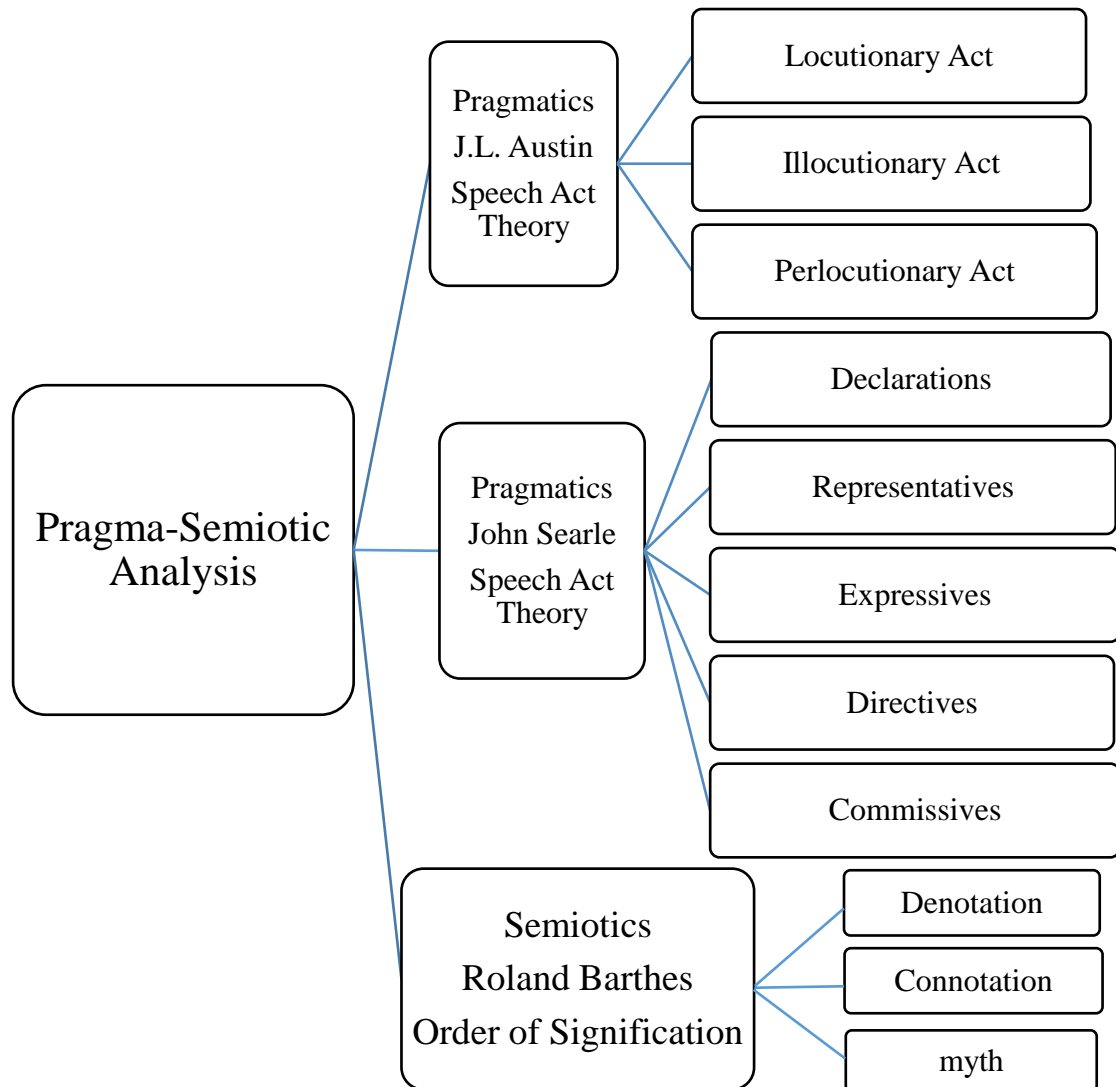 Pragma-Semiotic
Analysis
Pragmatics
J.L. Austin
Speech Act
Theory
Locutionary Act
Illocutionary Act
Perlocutionary Act
Pragmatics
John Searle
Speech Act
Theory
Declarations
Representatives
Expressives
Directives
Commissives
Semiotics
Roland Barthes
Order of Signification
Denotation
Connotation
myth